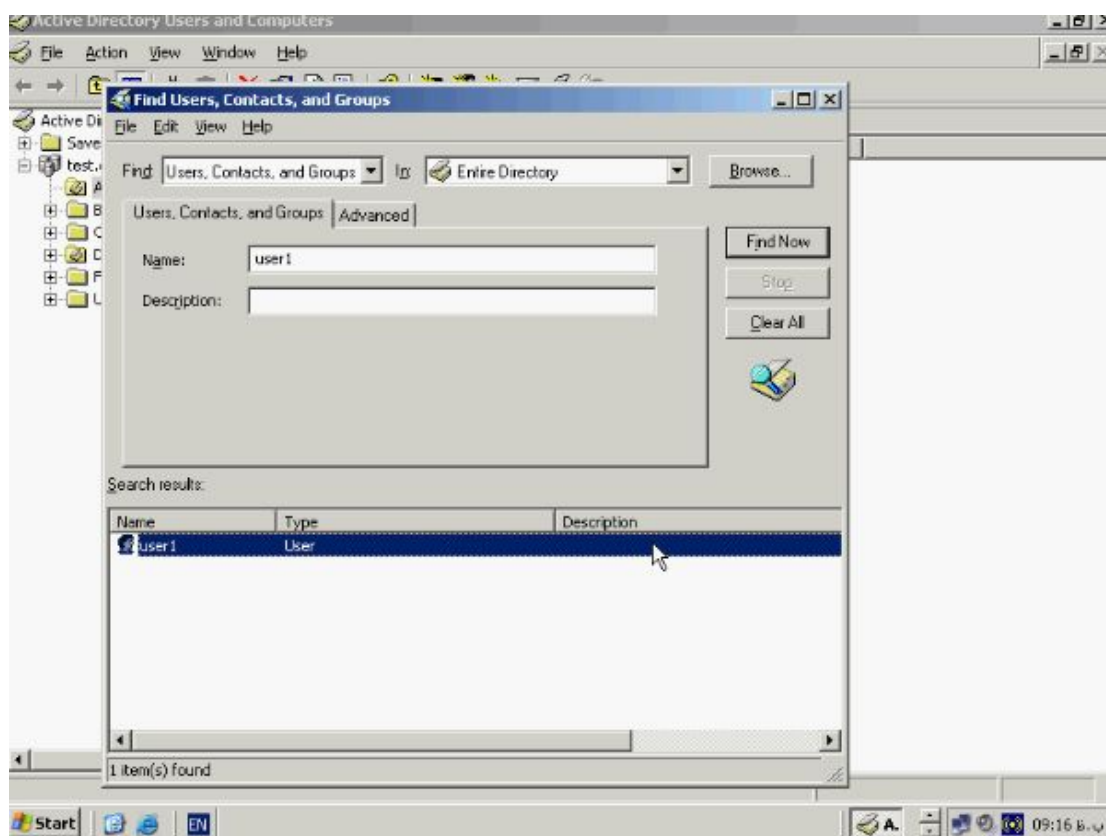 Active Directory Users and Computers
File Action View Window Help
Find Users, Contacts, and Groups
File Edit View Help
Active Di
Save
test.
Find: Users, Contacts, and Groups In: Entire Directory Browse...
Users, Contacts, and Groups Advanced
Name: user1
Description:
Find Now
Stop
Clear All
A
B
C
D
F
U
Search results:
Name Type Description
user1 User
1 item(s) found
Start EN A. 09:16 ب.ظ